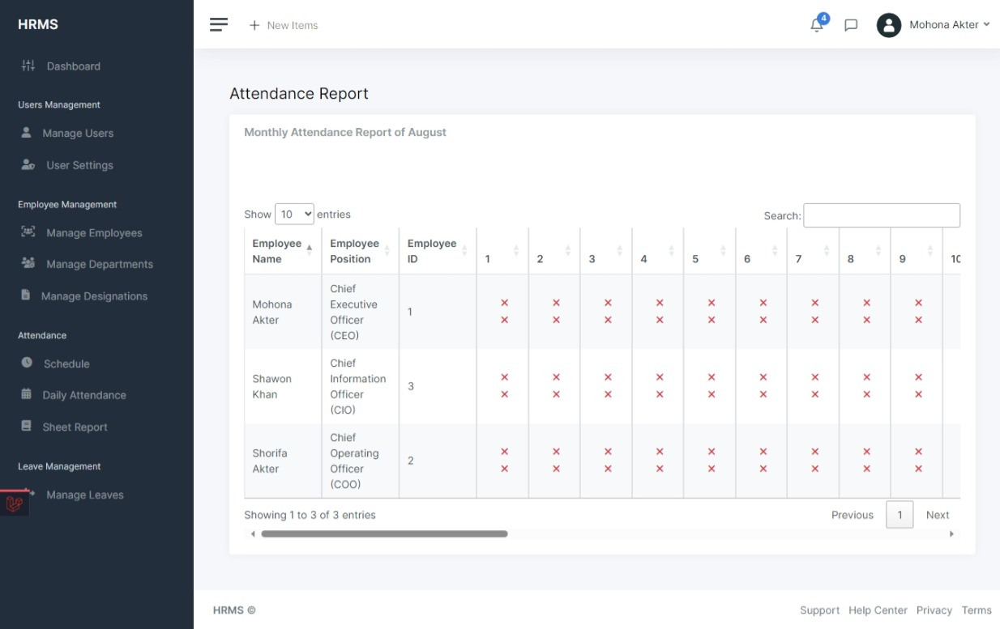 HRMS
New Items
4
Mohona Akter
Dashboard
Users Management
Manage Users
User Settings
Employee Management
Manage Employees
Manage Departments
Manage Designations
Attendance
Schedule
Daily Attendance
Sheet Report
Leave Management
Manage Leaves
Attendance Report
Monthly Attendance Report of August
Show 10 entries
Search:
Employee Name Employee Position Employee ID 1 2 3 4 5 6 7 8 9 10
Mohona Akter Chief Executive Officer (CEO) 1 × × × × × × × × ×
× × × × × × × × ×
Shawon Khan Chief Information Officer (CIO) 3 × × × × × × × × ×
× × × × × × × × ×
Shorifa Akter Chief Operating Officer (COO) 2 × × × × × × × × ×
× × × × × × × × ×
Showing 1 to 3 of 3 entries
Previous 1 Next
HRMS ©
Support Help Center Privacy Terms